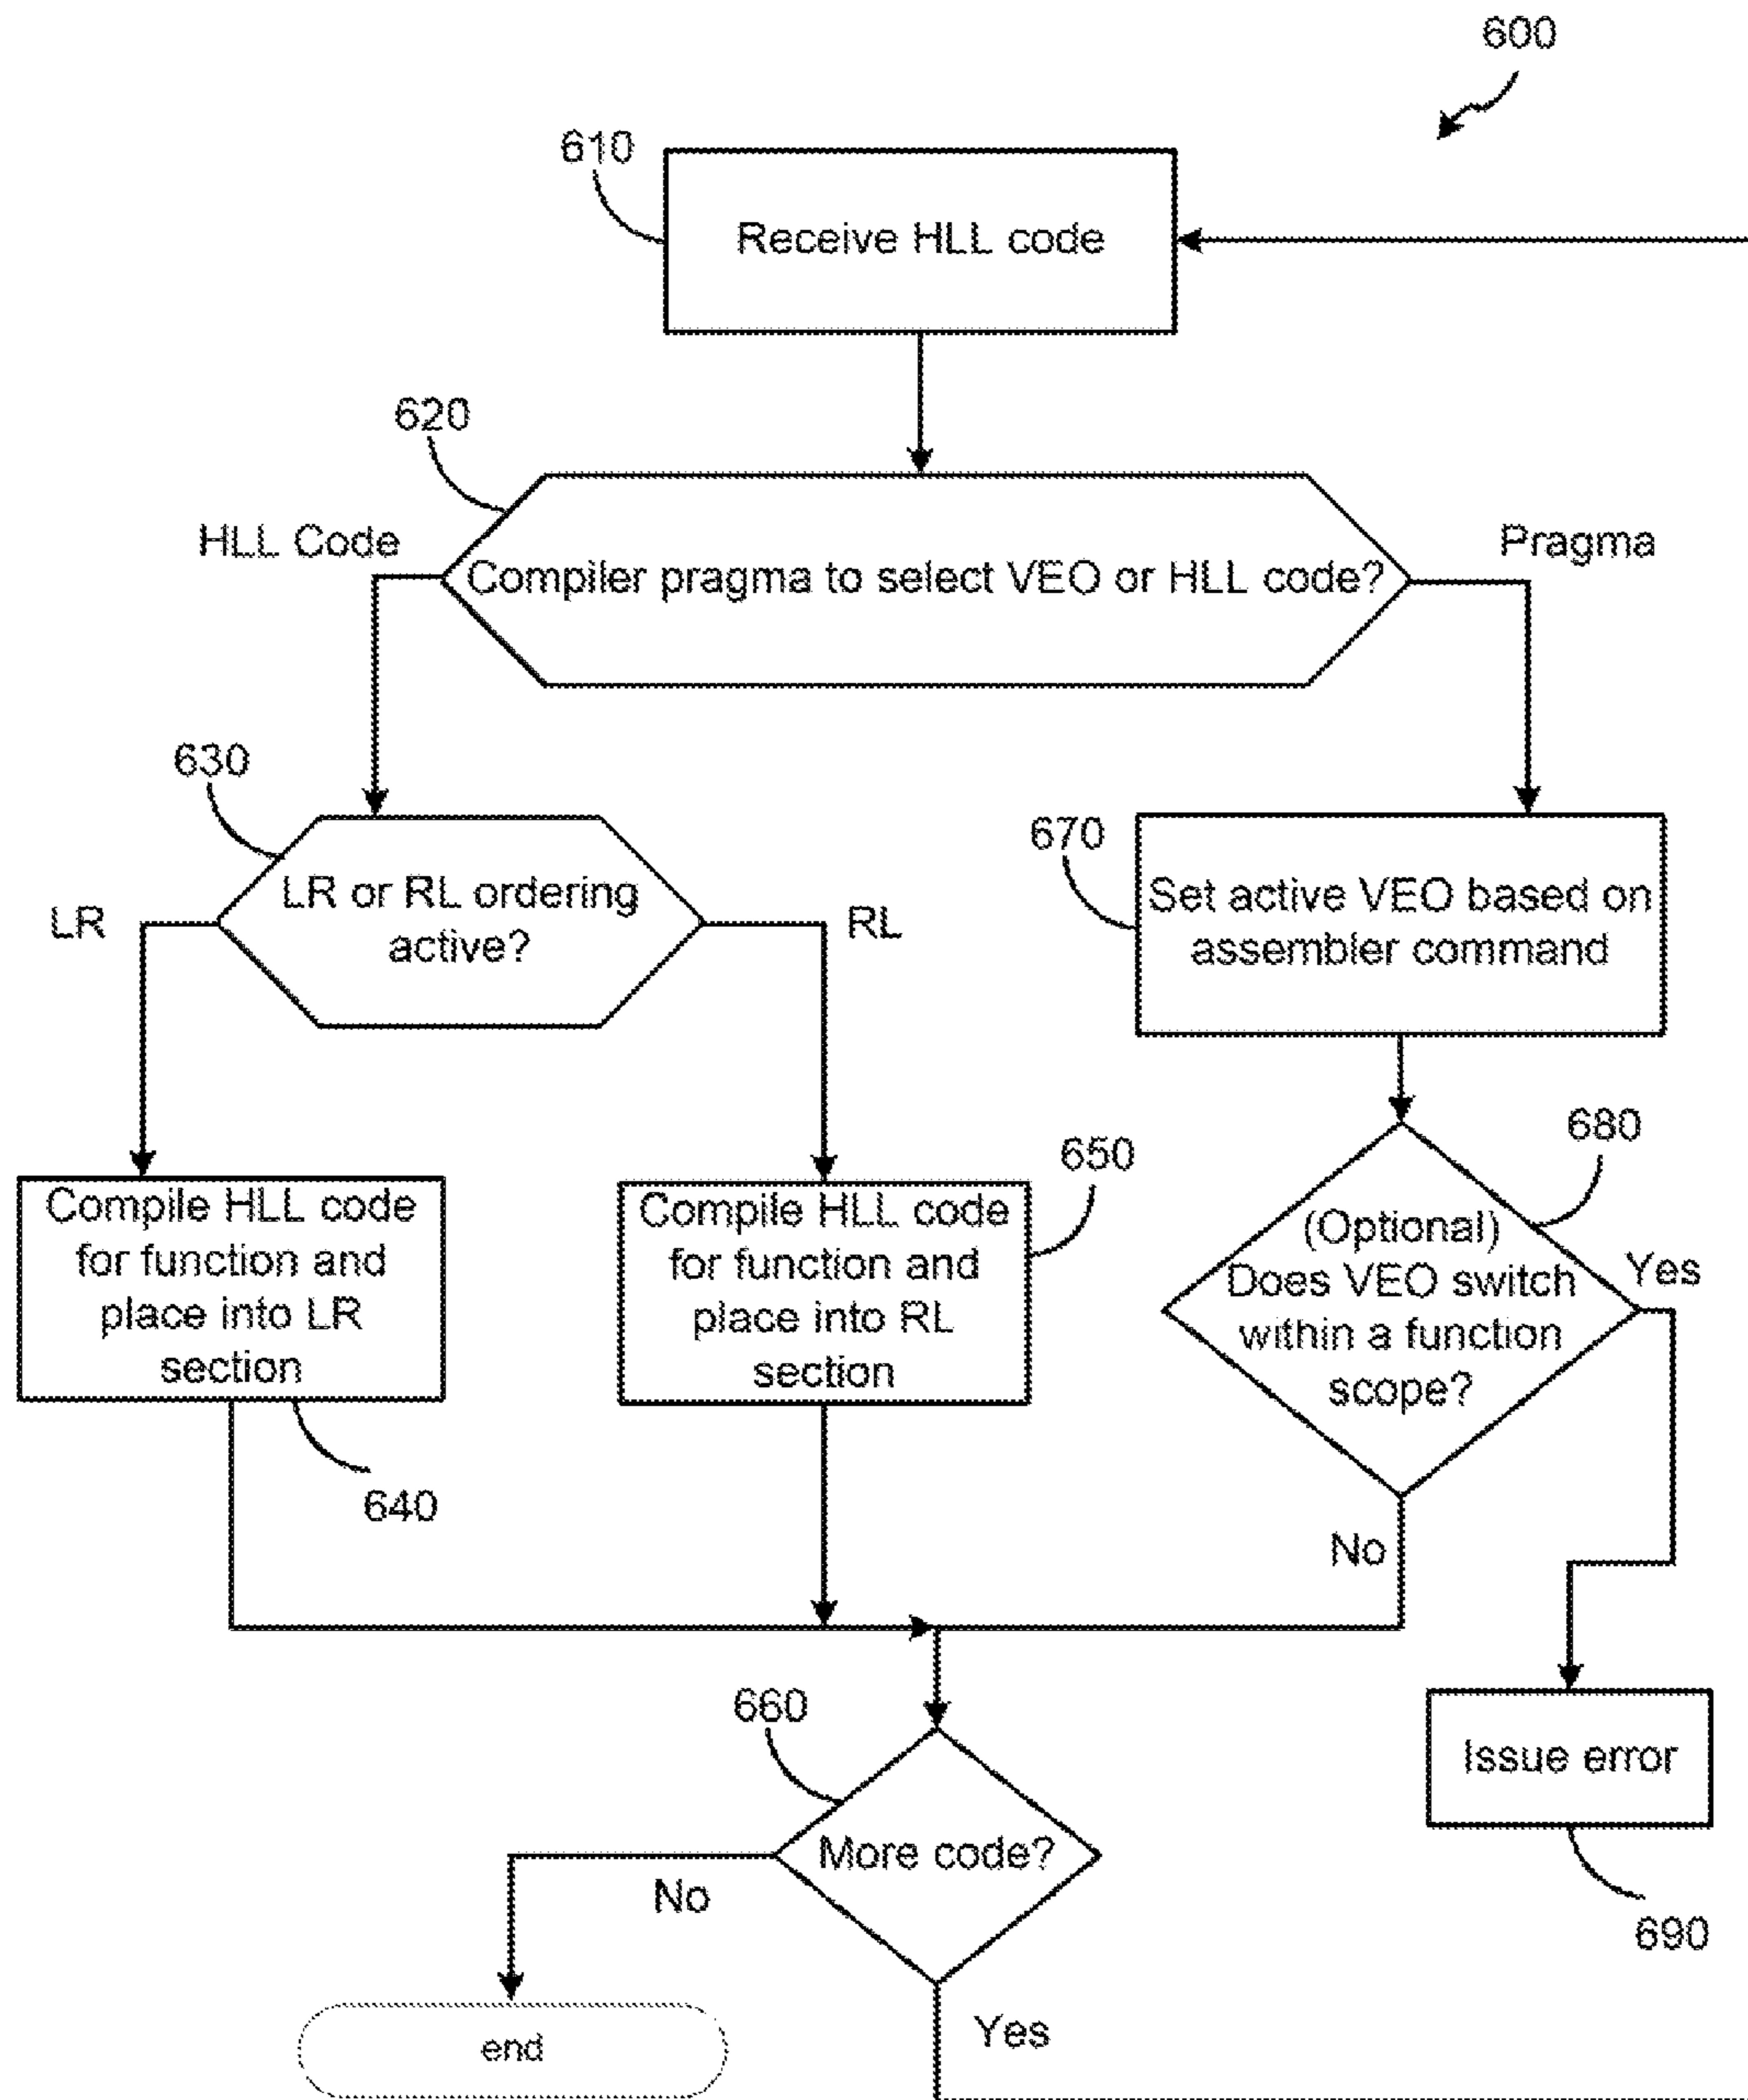 600
610
Receive HLL code
620
HLL Code
Pragma
Compiler pragma to select VEO or HLL code?
630
LR or RL ordering
active?
LR
RL
670
Set active VEO based on
assembler command
680
650
Compile HLL code
for function and
place into LR
section
Compile HLL code
for function and
place into RL
section
(Optional)
Does VEO switch
within a function
scope?
Yes
640
No
660
Issue error
More code?
No
690
Yes
end